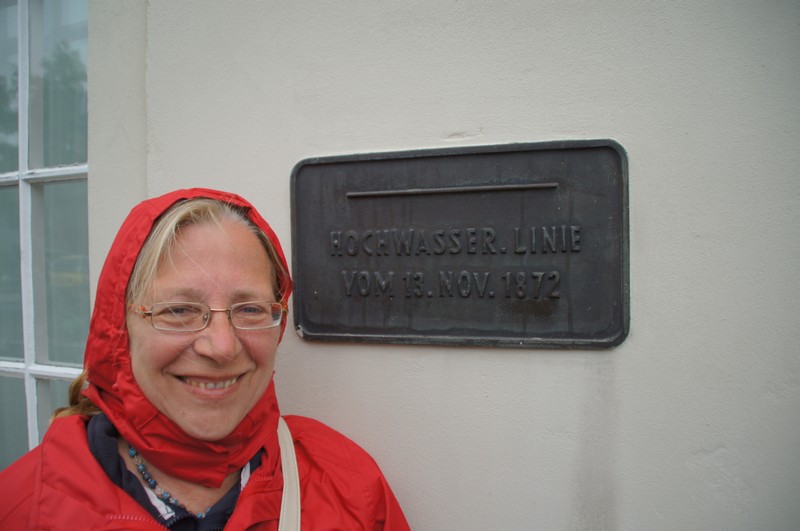 HOCHWASSER. LINIE
VOM 13. NOV. 1872